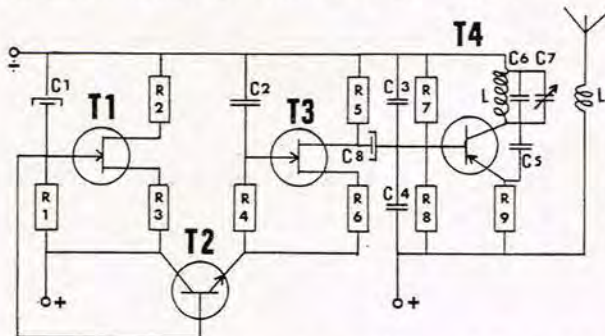 T4
C1
R2
C2
R5
C3
R7
L
C6
C7
L
T1
T3
C8
C5
R1
R3
R4
R6
C4
R8
R9
T2
+
+